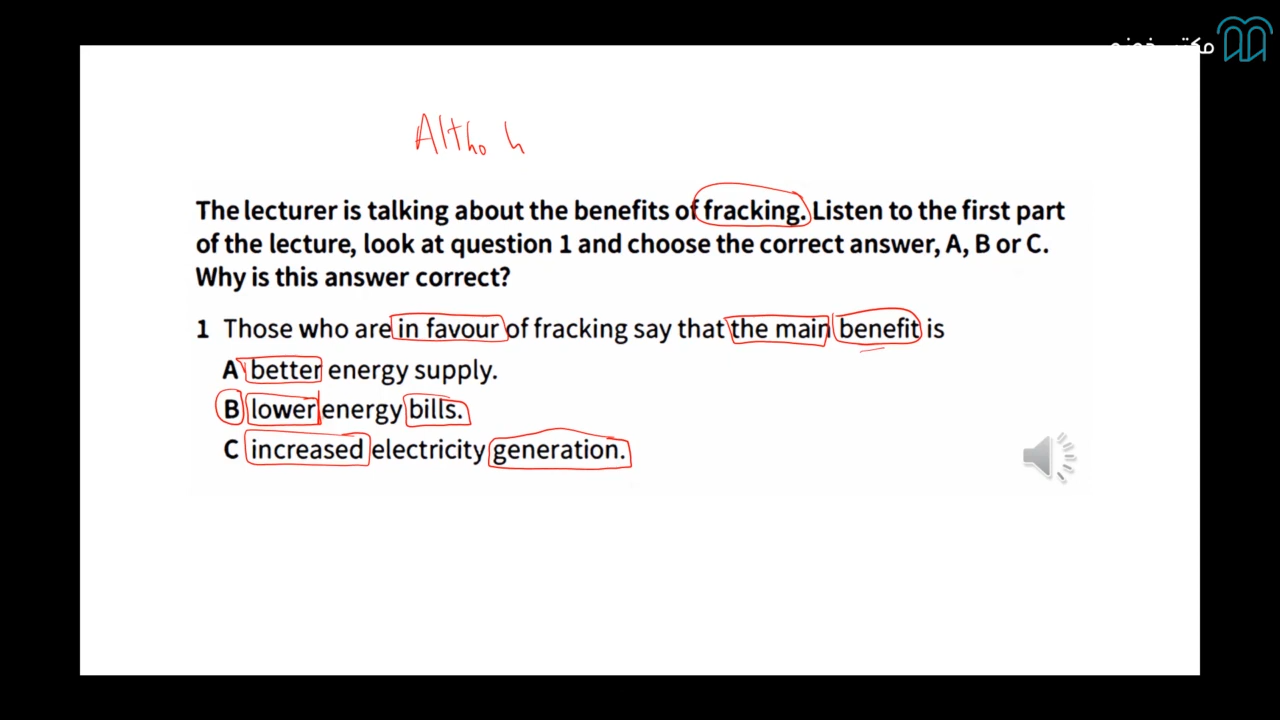 Altho h
The lecturer is talking about the benefits of fracking. Listen to the first part
of the lecture, look at question 1 and choose the correct answer, A, B or C.
Why is this answer correct?
1 Those who are in favour of fracking say that the main benefit is
A better energy supply.
B lower energy bills.
C increased electricity generation.